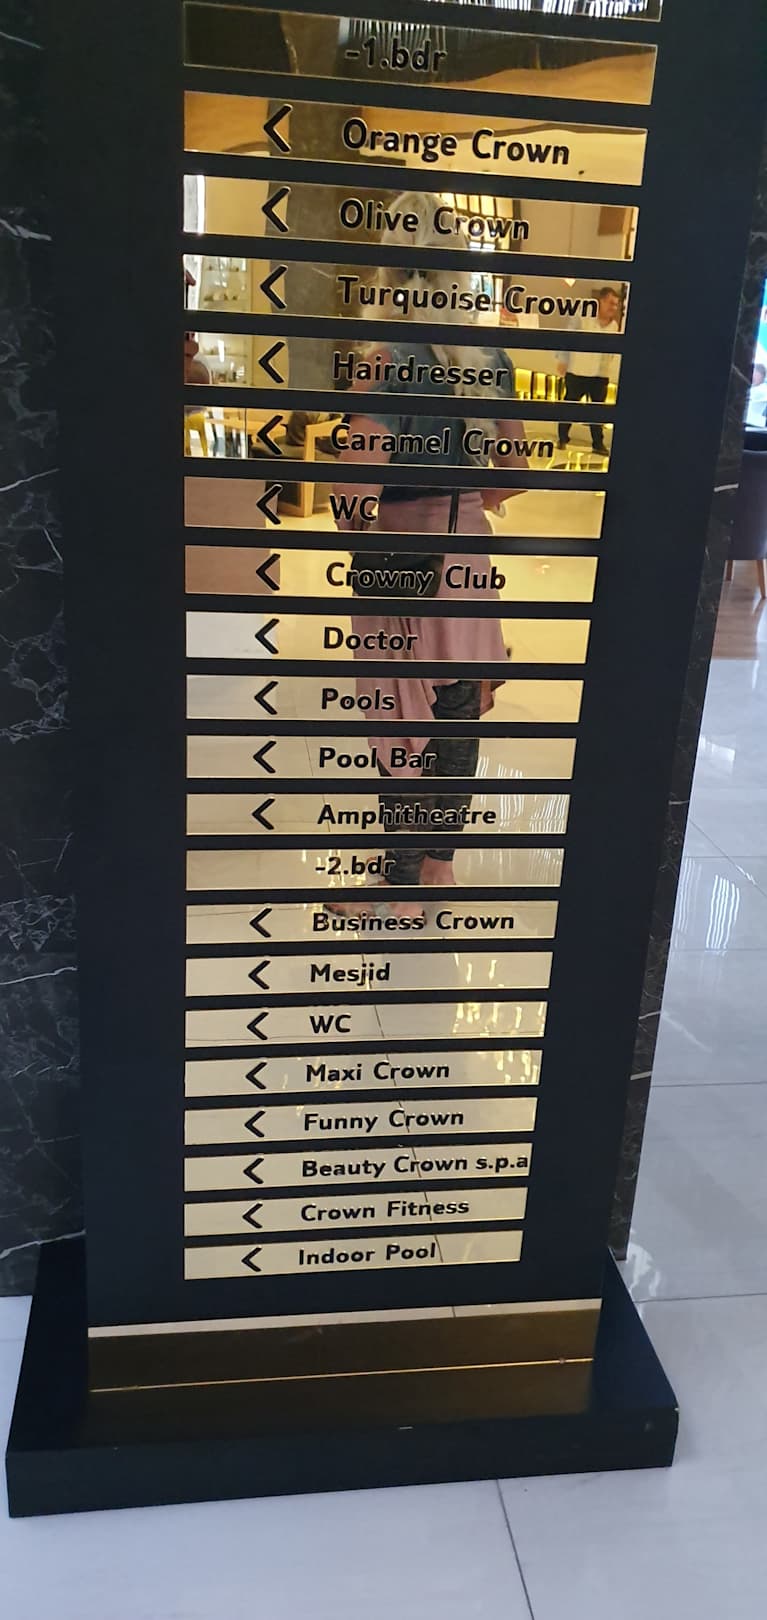 -1.bdr
Orange Crown
Olive Crown
Turquoise Crown
Hairdresser
Caramel Crown
WC
Crowny Club
Doctor
Pools
Pool Bar
Amphitheatre
-2.bdr
Business Crown
Mesjid
WC
Maxi Crown
Funny Crown
Beauty Crown s.p.a
Crown Fitness
Indoor Pool